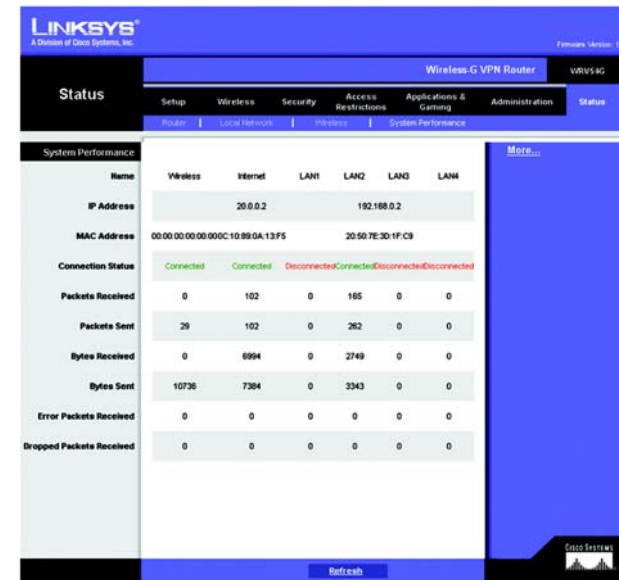 LINKSYS®
A Division of Cisco Systems, Inc.
Firmware Version: 1
Wireless-G VPN Router WRV54G
Status
Setup Wireless Security Access Restrictions Applications & Gaming Administration Status
Router | Local Network | Wireless | System Performance
System Performance
More...
Name Wireless Internet LAN1 LAN2 LAN3 LAN4
IP Address 20.0.0.2 192.168.0.2
MAC Address 00:00:00:00:00:00 0C:10:89:0A:13:F5 20:50:7E:3D:1F:C9
Connection Status Connected Connected Disconnected Connected Disconnected Disconnected
Packets Received 0 102 0 165 0 0
Packets Sent 29 102 0 262 0 0
Bytes Received 0 6994 0 2749 0 0
Bytes Sent 10736 7384 0 3343 0 0
Error Packets Received 0 0 0 0 0 0
Dropped Packets Received 0 0 0 0 0 0
Refresh
CISCO SYSTEMS